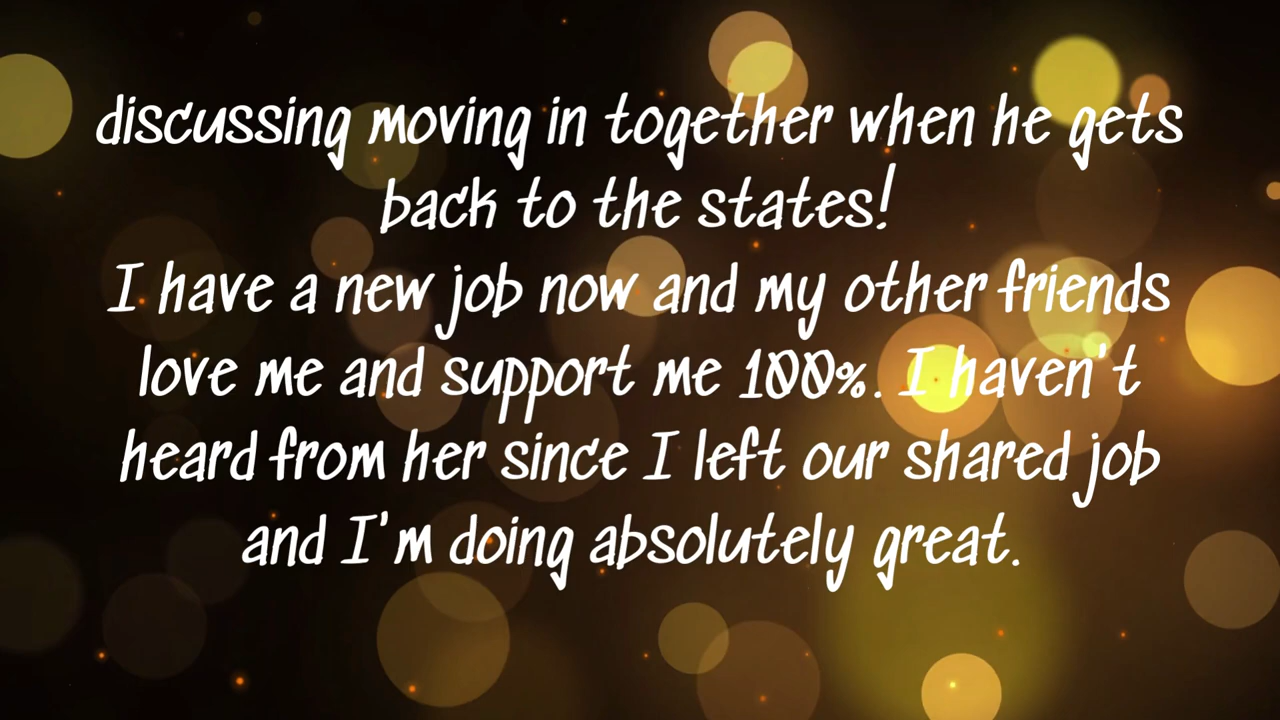 discussing moving in together when he gets
back to the states!
I have a new job now and my other friends
love me and support me 100%. I haven't
heard from her since I left our shared job
and I'm doing absolutely great.